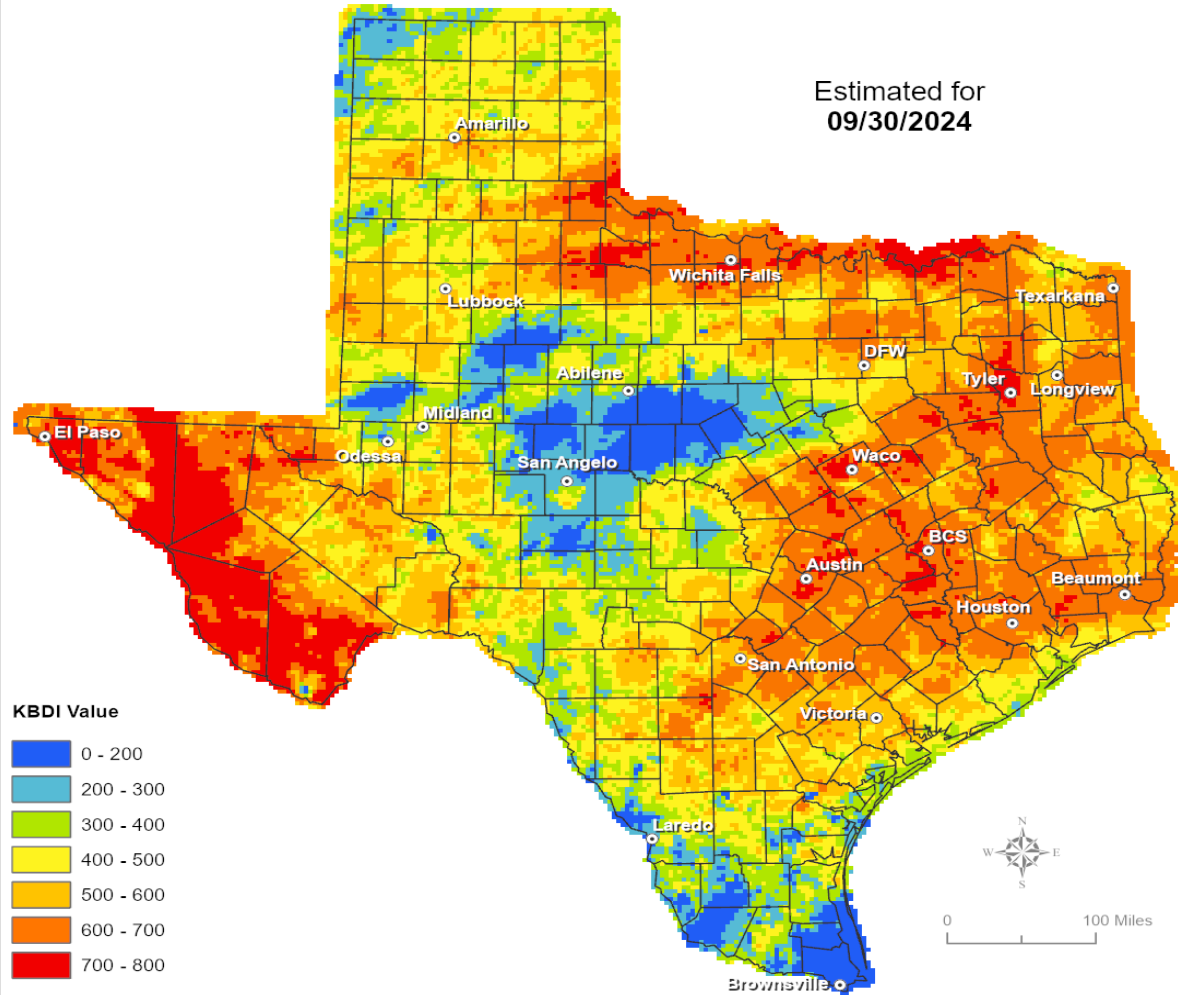 Estimated for
09/30/2024
Amarillo
Wichita Falls
Lubbock
Texarkana
DFW
Abilene
Tyler
Longview
Midland
El Paso
Odessa
San Angelo
Waco
BCS
Austin
Beaumont
Houston
San Antonio
Victoria
Laredo
Brownsville
KBDI Value
0 - 200
200 - 300
300 - 400
400 - 500
500 - 600
600 - 700
700 - 800
N
W E
S
0 100 Miles